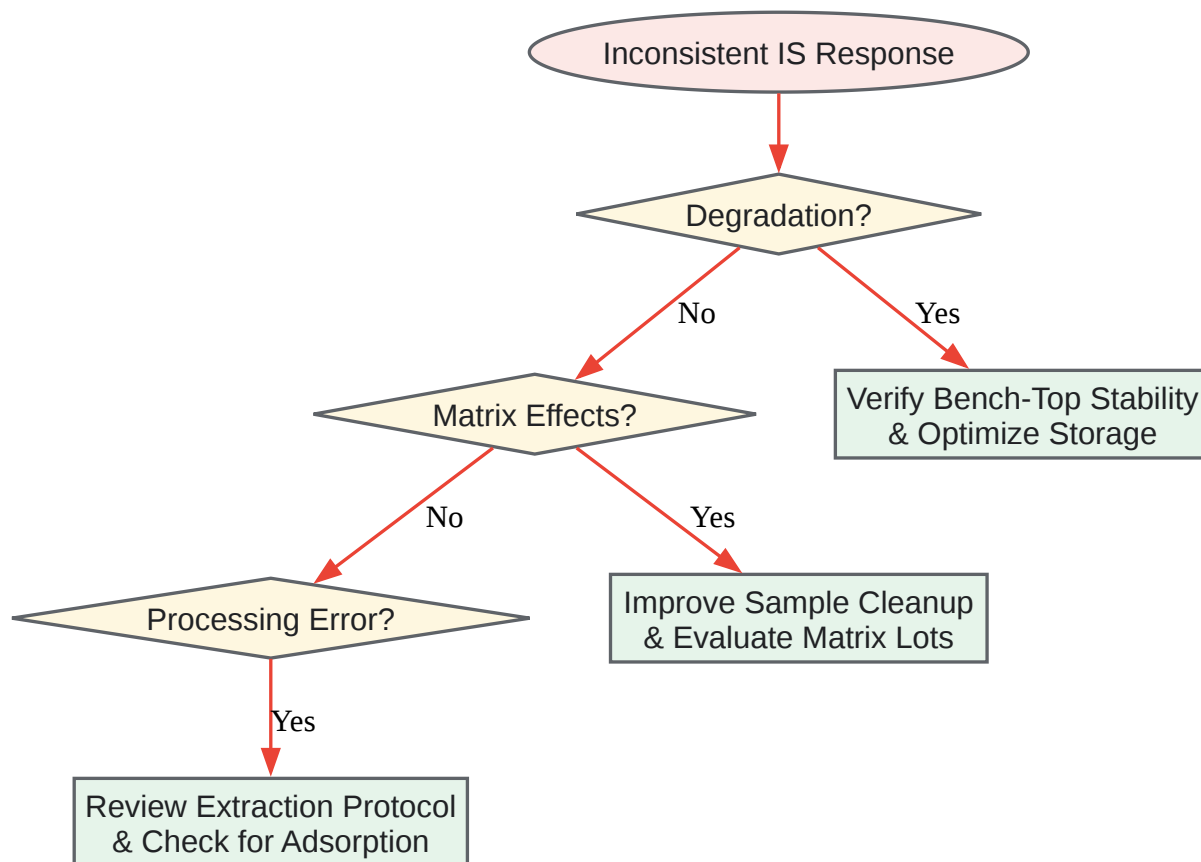 Inconsistent IS Response
Degradation?
No
Yes
Matrix Effects?
Verify Bench-Top Stability
& Optimize Storage
No
Yes
Processing Error?
Improve Sample Cleanup
& Evaluate Matrix Lots
Yes
Review Extraction Protocol
& Check for Adsorption